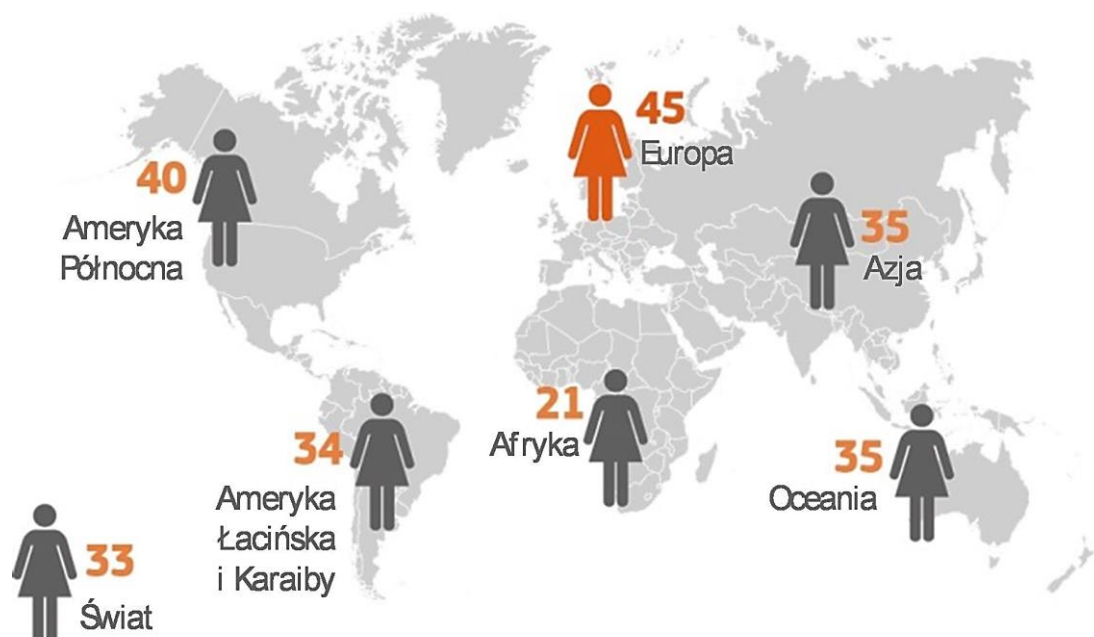 45
Europa
40
Ameryka
Północna
35
Azja
21
Afryka
34
Ameryka
Łacińska
i Karaiby
35
Oceania
33
Świat